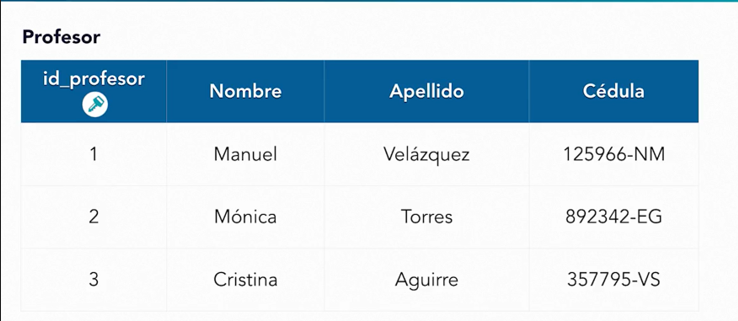 Profesor
id_profesor Nombre Apellido Cédula
1 Manuel Velázquez 125966-NM
2 Mónica Torres 892342-EG
3 Cristina Aguirre 357795-VS